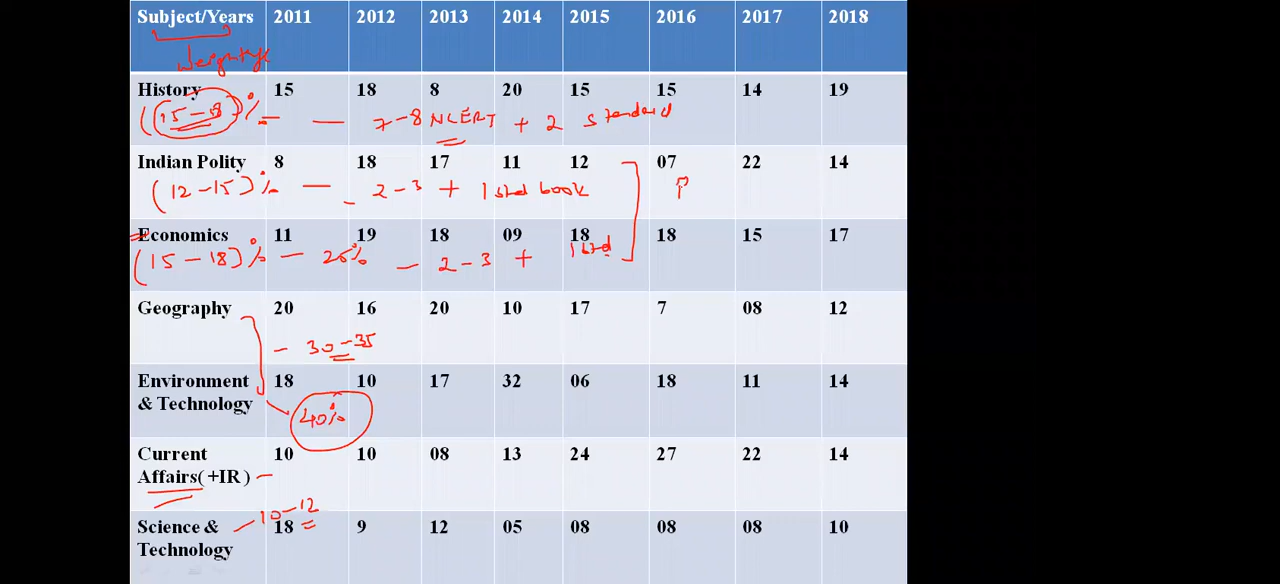 Subject/Years 2011 2012 2013 2014 2015 2016 2017 2018
Weightage
History 15 18 8 20 15 15 14 19
(15-18)% — 7-8 NCERT + 2 Standard
Indian Polity 8 18 17 11 12 07 22 14
(12-15)% — 2-3 + 1 std book
Economics 11 19 18 09 18 18 15 17
(15-18)% — 20% — 2-3 + 1 std
Geography 20 16 20 10 17 7 08 12
- 30-35
Environment 18 10 17 32 06 18 11 14
& Technology
40%
Current 10 10 08 13 24 27 22 14
Affairs(+IR) -
10-12
Science & 18 9 12 05 08 08 08 10
Technology